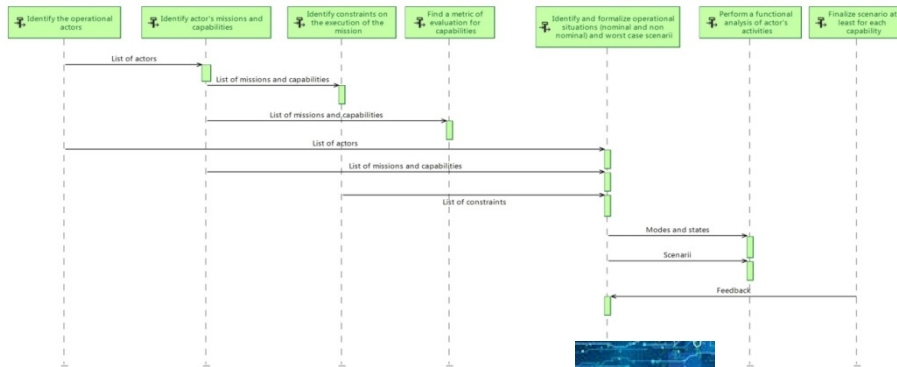 Identify the operational
actors
Identify actor's missions and
capabilities
Identify constraints on
the execution of the
mission
Find a metric of
evaluation for
capabilities
Identify and formalize operational
situations (nominal and non
nominal) and worst case scenarii
Perform a functional
analysis of actor's
activities
Finalize scenario at
least for each
capability
List of actors
List of missions and capabilities
List of missions and capabilities
List of actors
List of missions and capabilities
List of constraints
Modes and states
Scenarii
Feedback